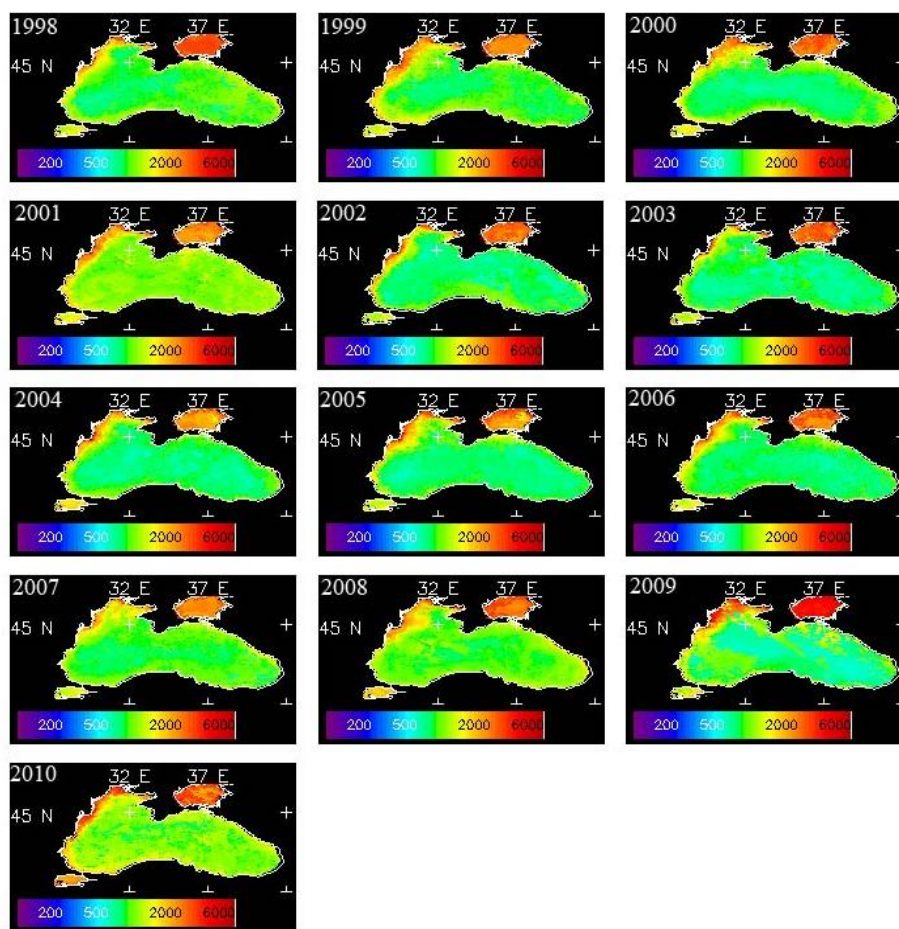 1998 32 E 37 E
45 N
200 500 2000 6000
1999 32 E 37 E
45 N
200 500 2000 6000
2000 32 E 37 E
45 N
200 500 2000 6000
2001 32 E 37 E
45 N
200 500 2000 6000
2002 32 E 37 E
45 N
200 500 2000 6000
2003 32 E 37 E
45 N
200 500 2000 6000
2004 32 E 37 E
45 N
200 500 2000 6000
2005 32 E 37 E
45 N
200 500 2000 6000
2006 32 E 37 E
45 N
200 500 2000 6000
2007 32 E 37 E
45 N
200 500 2000 6000
2008 32 E 37 E
45 N
200 500 2000 6000
2009 32 E 37 E
45 N
200 500 2000 6000
2010 32 E 37 E
45 N
200 500 2000 6000